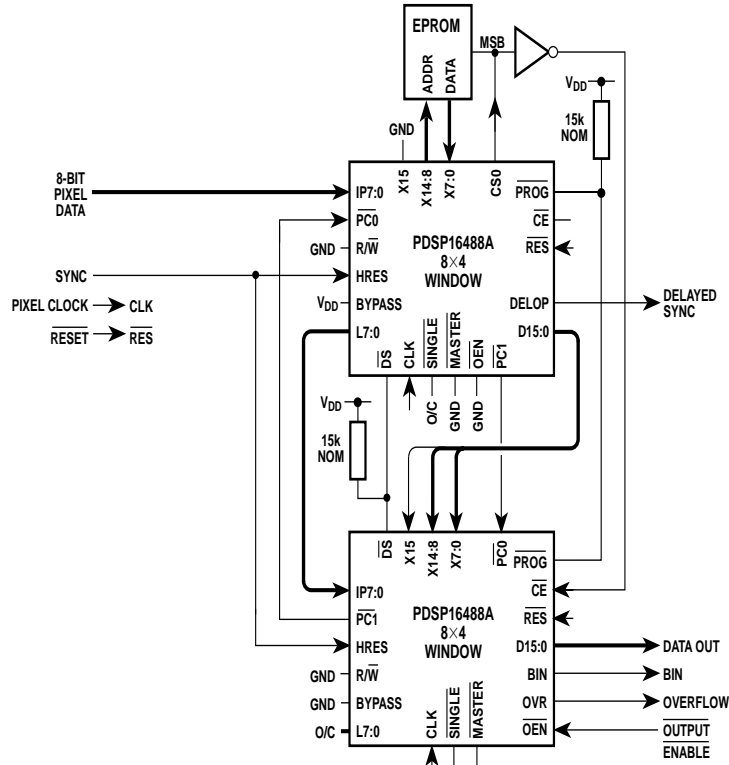 EPROM
ADDR
DATA
MSB
VDD
15k
NOM
GND
X15
X14:8
X7:0
CS0
8-BIT
PIXEL
DATA
IP7:0
PROG
PC0
CE
GND
R/W
PDSP16488A
8×4
WINDOW
RES
SYNC
HRES
PIXEL CLOCK
CLK
VDD
BYPASS
DELOP
DELAYED
SYNC
RESET
RES
L7:0
D15:0
DS
CLK
SINGLE
MASTER
OEN
PC1
O/C
GND
GND
VDD
15k
NOM
DS
X15
X14:8
X7:0
PC0
PROG
IP7:0
CE
PC1
PDSP16488A
8×4
WINDOW
RES
HRES
D15:0
DATA OUT
GND
R/W
BIN
BIN
GND
BYPASS
OVR
OVERFLOW
O/C
L7:0
CLK
SINGLE
MASTER
OEN
OUTPUT
ENABLE